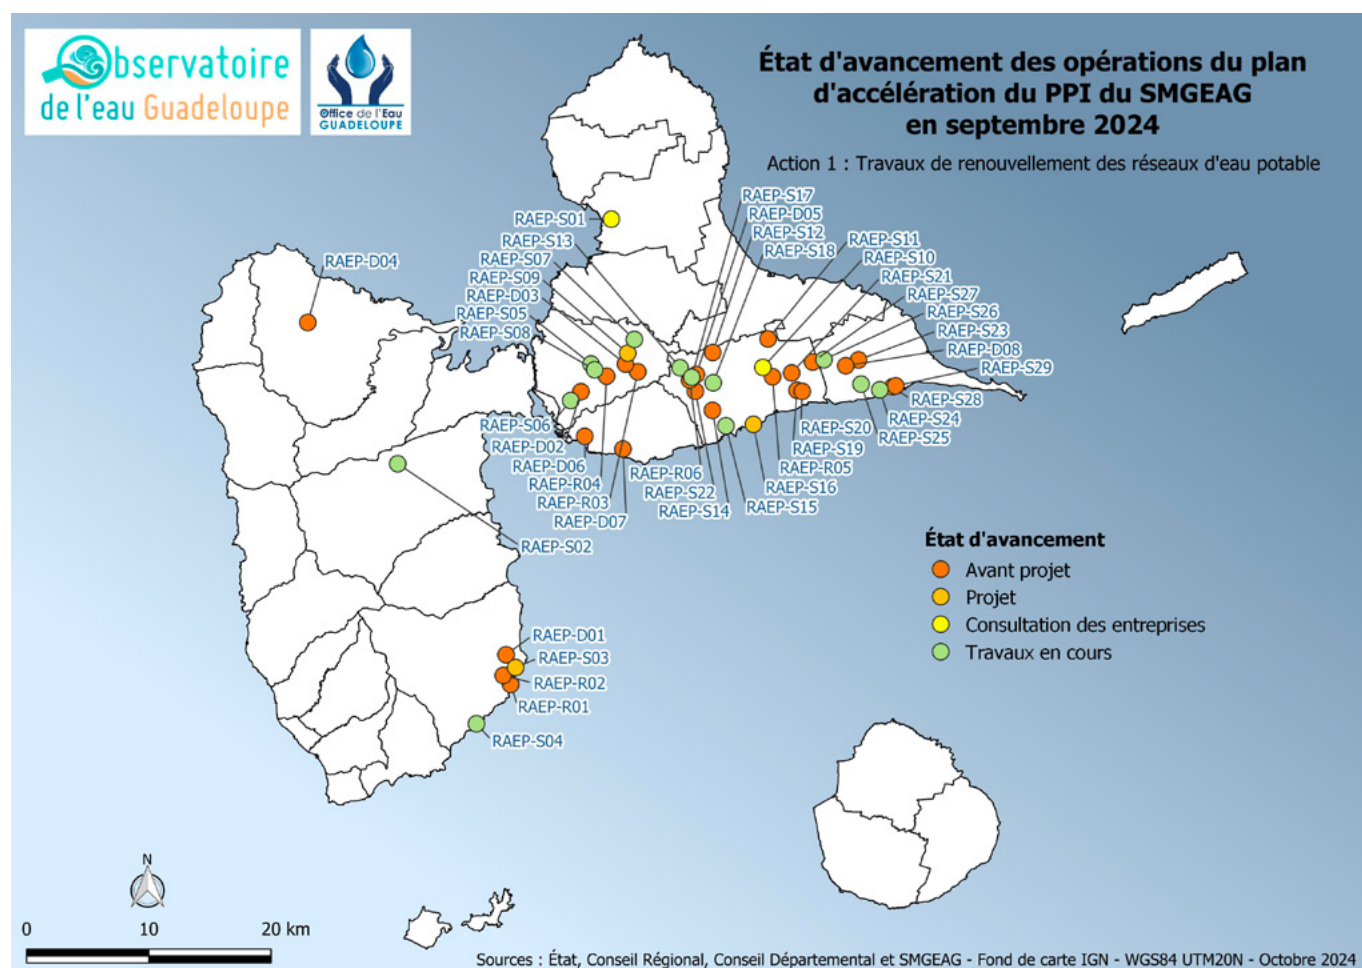 Observatoire
de l'eau Guadeloupe
Office de l'Eau
GUADELOUPE
État d'avancement des opérations du plan
d'accélération du PPI du SMGEAG
en septembre 2024
Action 1 : Travaux de renouvellement des réseaux d'eau potable
RAEP-S17
RAEP-D05
RAEP-S12
RAEP-S18
RAEP-S01
RAEP-S13
RAEP-S07
RAEP-S09
RAEP-D03
RAEP-S05
RAEP-S08
RAEP-D04
RAEP-S11
RAEP-S10
RAEP-S21
RAEP-S27
RAEP-S26
RAEP-S23
RAEP-D08
RAEP-S29
RAEP-S28
RAEP-S24
RAEP-S25
RAEP-S06
RAEP-D02
RAEP-D06
RAEP-R04
RAEP-R03
RAEP-D07
RAEP-R06
RAEP-S22
RAEP-S14
RAEP-S15
RAEP-S20
RAEP-S19
RAEP-R05
RAEP-S16
RAEP-S02
État d'avancement
Avant projet
Projet
Consultation des entreprises
Travaux en cours
RAEP-D01
RAEP-S03
RAEP-R02
RAEP-R01
RAEP-S04
N
0 10 20 km
Sources : État, Conseil Régional, Conseil Départemental et SMGEAG - Fond de carte IGN - WGS84 UTM20N - Octobre 2024